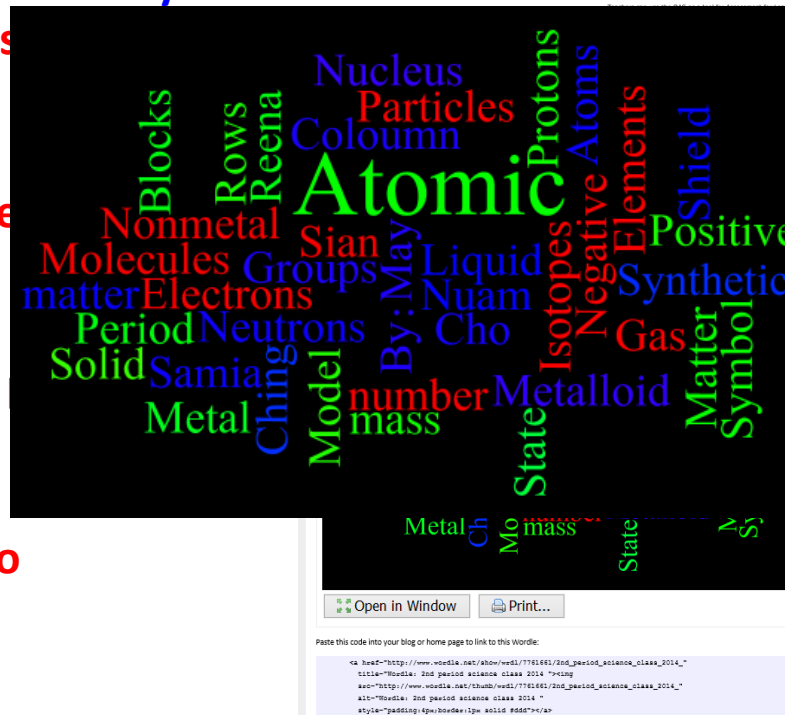 s
e
o
Nucleus
Particles
Coloumn
Protons
Atoms
Blocks
Rows
Reena
Atomic
Elements
Shield
Nonmetal
Sian
Negative
Positive
Molecules
Groups
By:May
Liquid
Isotopes
Synthetic
matter
Electrons
Nuam
Period
Neutrons
Cho
Gas
Matter
Symbol
Solid
Samia
Ching
Model
number
Metalloid
Metal
mass
State
Metal
Ch
Mo
mass
State
Open in Window
Print...
Paste this code into your blog or home page to link to this Wordle:
<a href="http://www.wordle.net/show/wrdl/7761661/2nd_period_science_class_2014_"
title="Wordle: 2nd period science class 2014 "><img
src="http://www.wordle.net/thumb/wrdl/7761661/2nd_period_science_class_2014_"
alt="Wordle: 2nd period science class 2014 "
style="padding:4px;border:1px solid #ddd"></a>